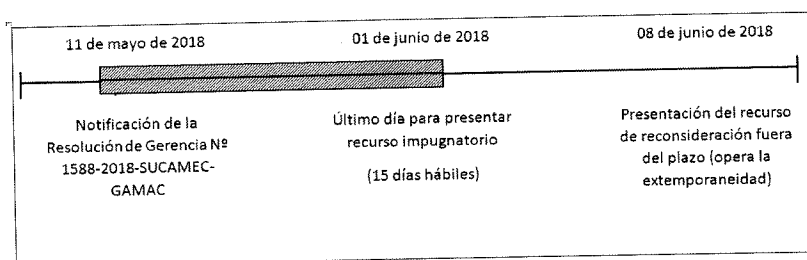 11 de mayo de 2018
01 de junio de 2018
08 de junio de 2018
Notificación de la
Resolución de Gerencia Nº
1588-2018-SUCAMEC-
GAMAC
Último día para presentar
recurso impugnatorio
(15 días hábiles)
Presentación del recurso
de reconsideración fuera
del plazo (opera la
extemporaneidad)